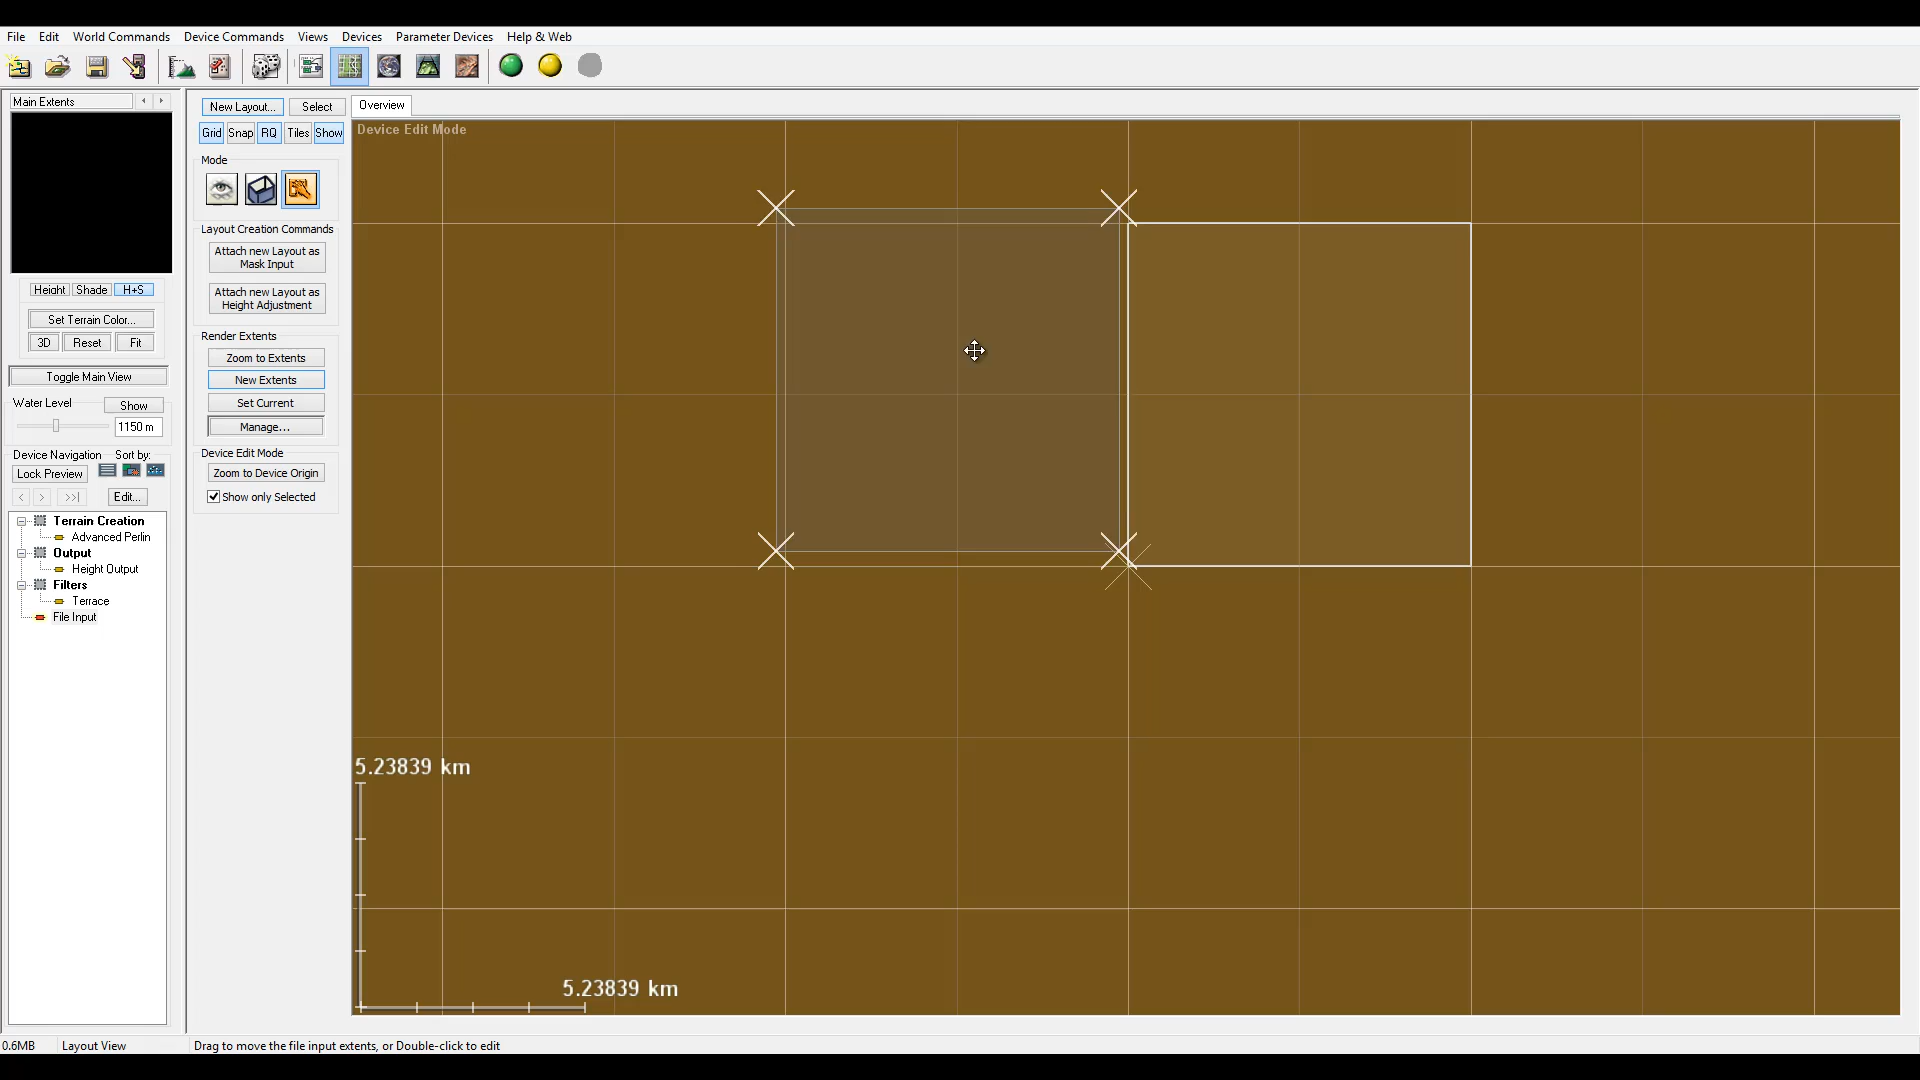 File Edit World Commands Device Commands Views Devices Parameter Devices Help & Web
Main Extents
New Layout... Select
Overview
Grid Snap RQ Tiles Show
Device Edit Mode
Mode
Layout Creation Commands
Attach new Layout as
Mask Input
Attach new Layout as
Height Adjustment
Height Shade H+S
Set Terrain Color...
3D Reset Fit
Render Extents
Zoom to Extents
New Extents
Set Current
Manage...
Toggle Main View
Water Level Show
1150 m
Device Navigation Sort by:
Lock Preview
< > >>| Edit...
Device Edit Mode
Zoom to Device Origin
Show only Selected
Terrain Creation
Advanced Perlin
Output
Height Output
Filters
Terrace
File Input
5.23839 km
5.23839 km
0.6MB Layout View Drag to move the file input extents, or Double-click to edit